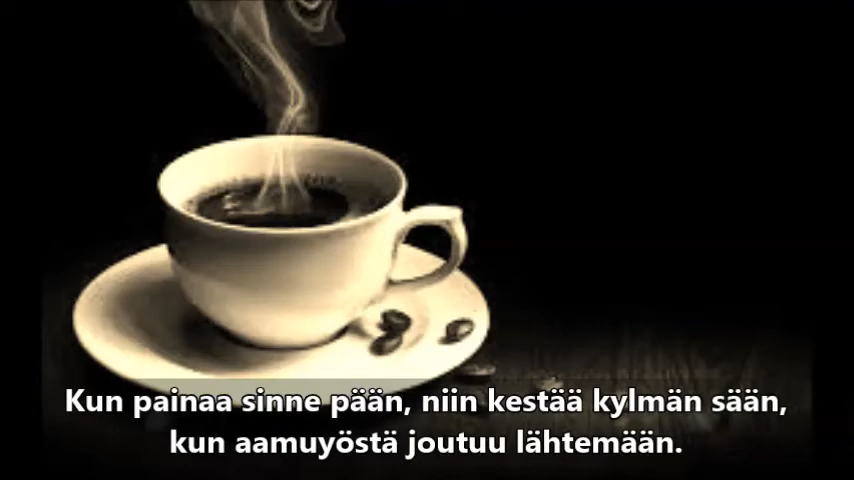 Kun painaa sinne pään, niin kestää kylmän sään,
kun aamuyöstä joutuu lähtemään.